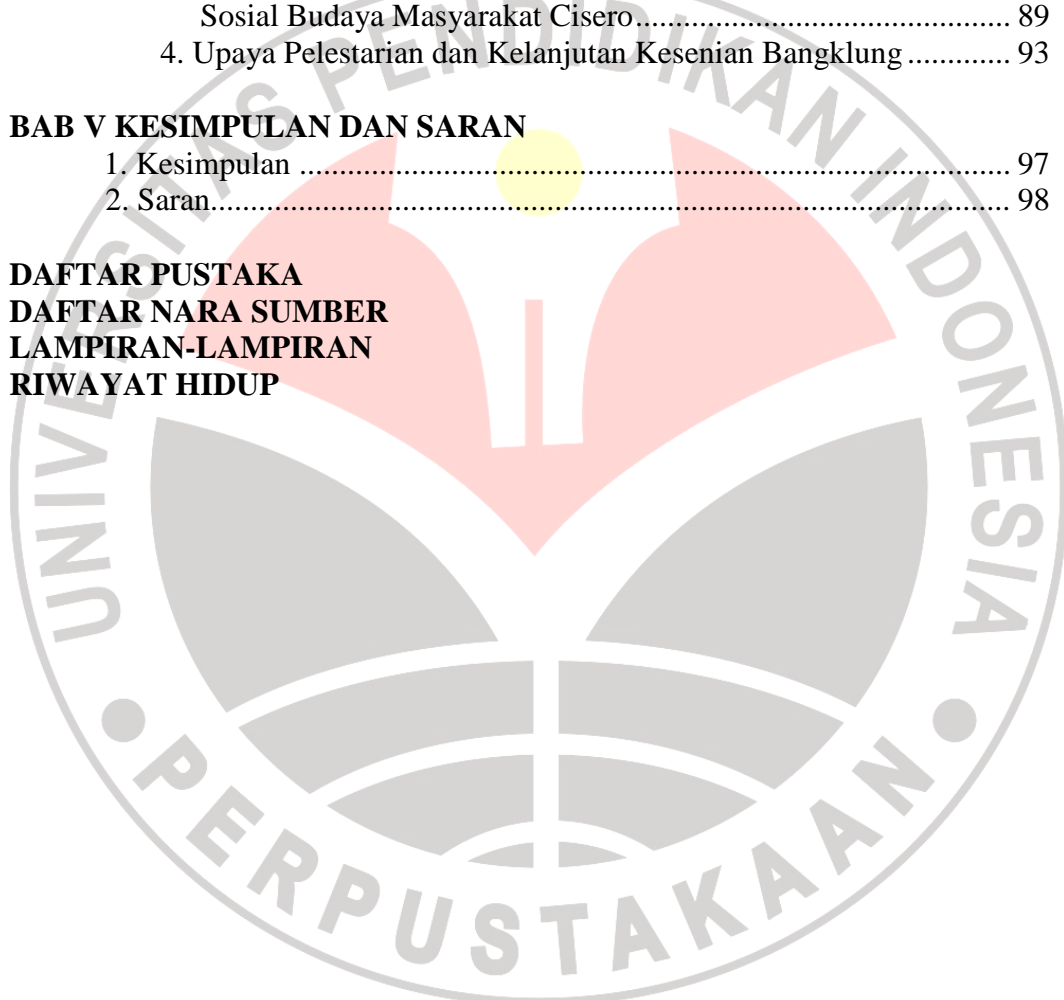 Sosial Budaya Masyarakat Cisero.......................................... 89
4. Upaya Pelestarian dan Kelanjutan Kesenian Bangklung ............. 93
BAB V KESIMPULAN DAN SARAN
1. Kesimpulan ................................................................................ 97
2. Saran.......................................................................................... 98
DAFTAR PUSTAKA
DAFTAR NARA SUMBER
LAMPIRAN-LAMPIRAN
RIWAYAT HIDUP
UNIVERSITAS PENDIDIKAN INDONESIA
PERPUSTAKAAN